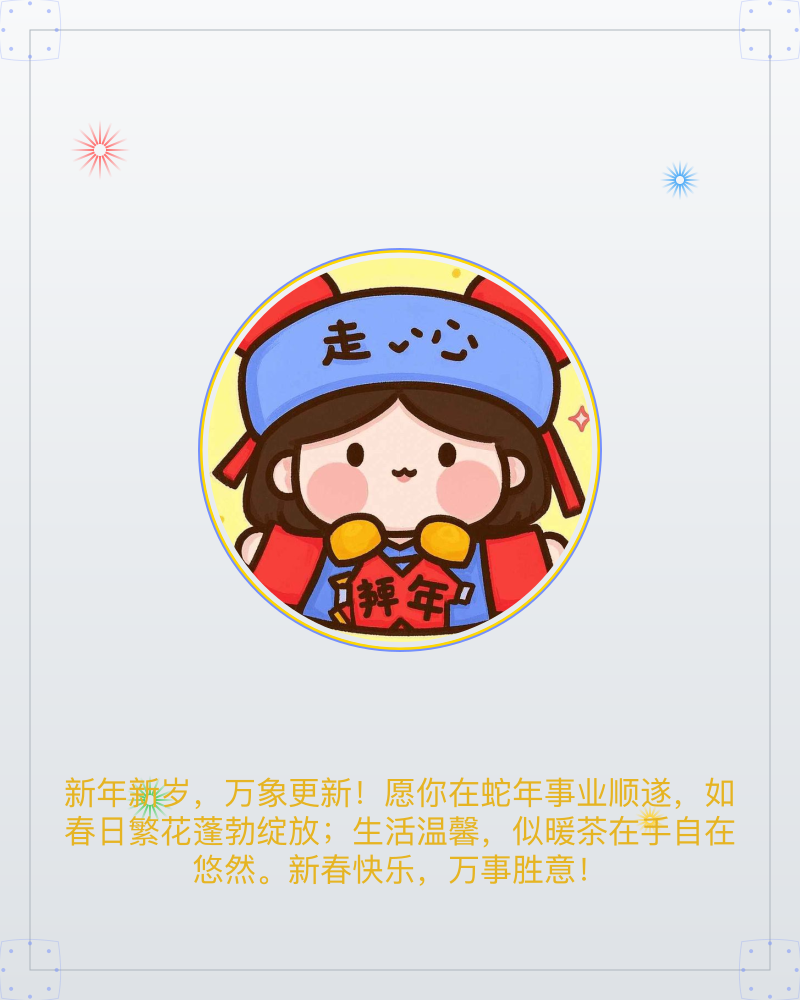 走心
新年新岁，万象更新！愿你在蛇年事业顺遂，如
春日繁花蓬勃绽放；生活温馨，似暖茶在手自在
悠然。新春快乐，万事胜意！